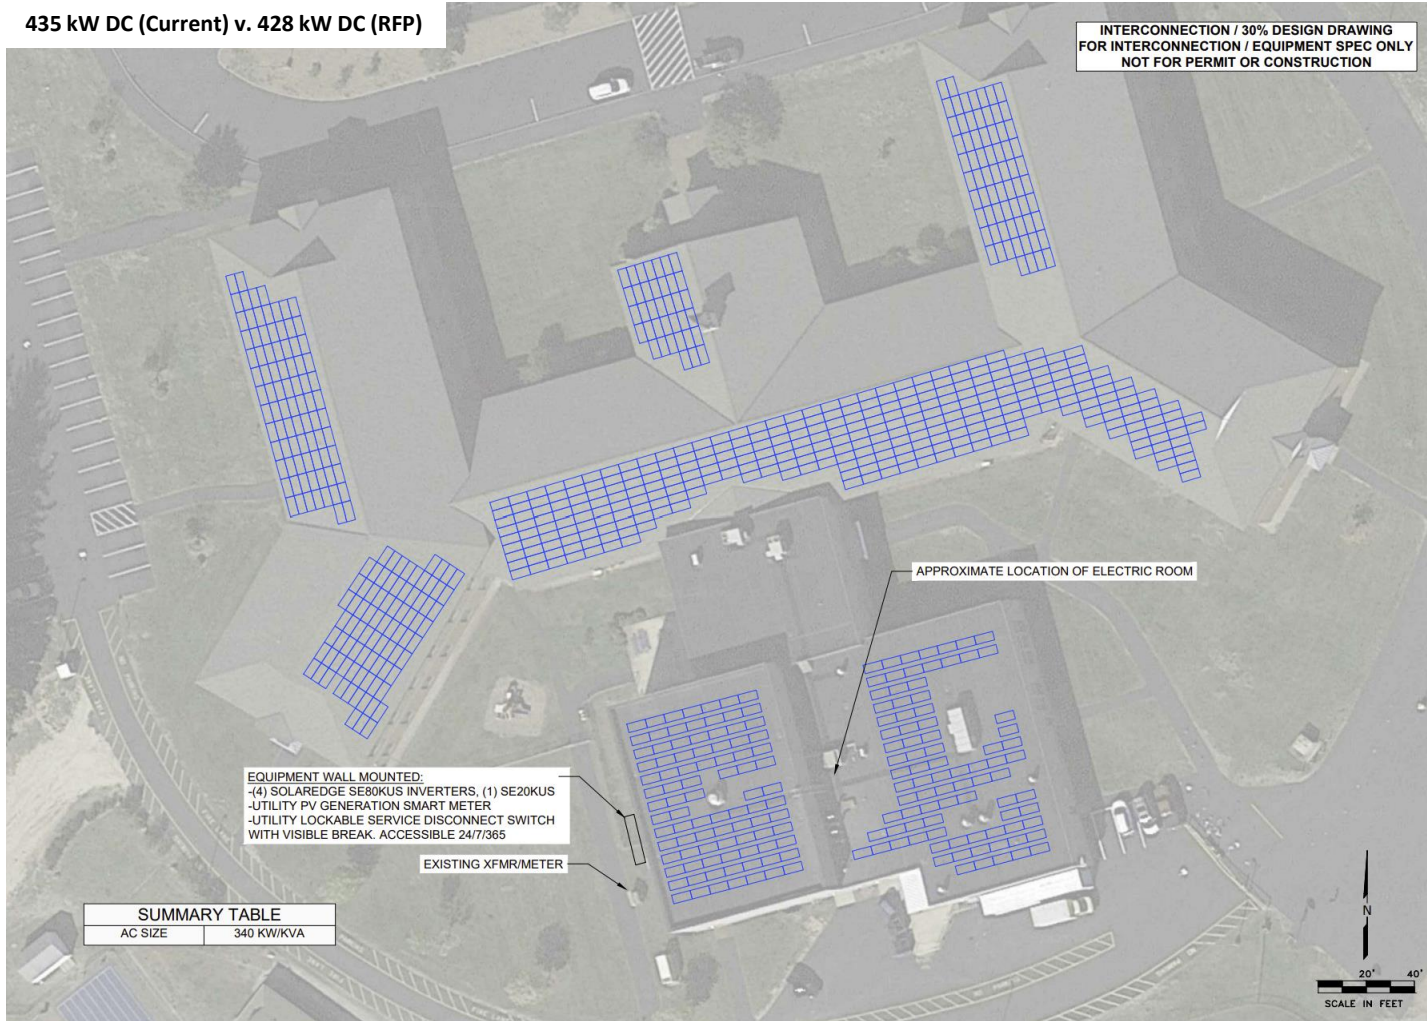 435 kW DC (Current) v. 428 kW DC (RFP)
INTERCONNECTION / 30% DESIGN DRAWING
FOR INTERCONNECTION / EQUIPMENT SPEC ONLY
NOT FOR PERMIT OR CONSTRUCTION
APPROXIMATE LOCATION OF ELECTRIC ROOM
EQUIPMENT WALL MOUNTED:
-(4) SOLAREDGE SE80KUS INVERTERS, (1) SE20KUS
-UTILITY PV GENERATION SMART METER
-UTILITY LOCKABLE SERVICE DISCONNECT SWITCH
WITH VISIBLE BREAK. ACCESSIBLE 24/7/365
EXISTING XFMR/METER
SUMMARY TABLE
AC SIZE 340 KW/KVA
N
20' 40'
SCALE IN FEET